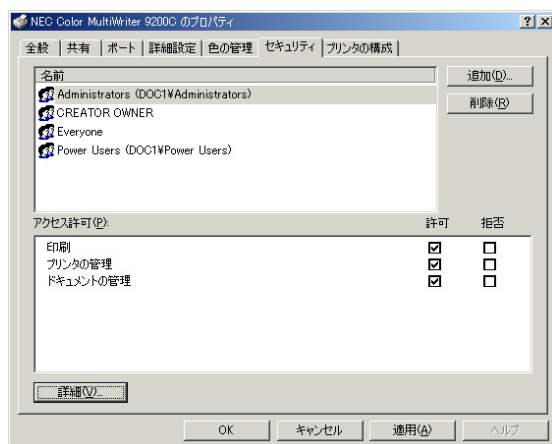 NEC Color MultiWriter 9200C のプロパティ
全般 共有 ポート 詳細設定 色の管理 セキュリティ プリンタの構成
名前
追加(D)...
Administrators (DOC1¥Administrators)
削除(R)
CREATOR OWNER
Everyone
Power Users (DOC1¥Power Users)
アクセス許可(P): 許可 拒否
印刷
プリンタの管理
ドキュメントの管理
詳細(V)...
OK キャンセル 適用(A) ヘルプ